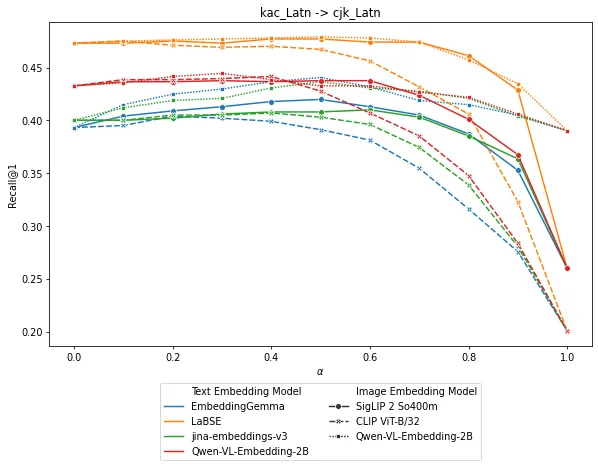 kac_Latn -> cjk_Latn
Recall@1
0.45
0.40
0.35
0.30
0.25
0.20
0.0
0.2
0.4
0.6
0.8
1.0
α
Text Embedding Model
EmbeddingGemma
LaBSE
jina-embeddings-v3
Qwen-VL-Embedding-2B
Image Embedding Model
SigLIP 2 So400m
CLIP ViT-B/32
Qwen-VL-Embedding-2B